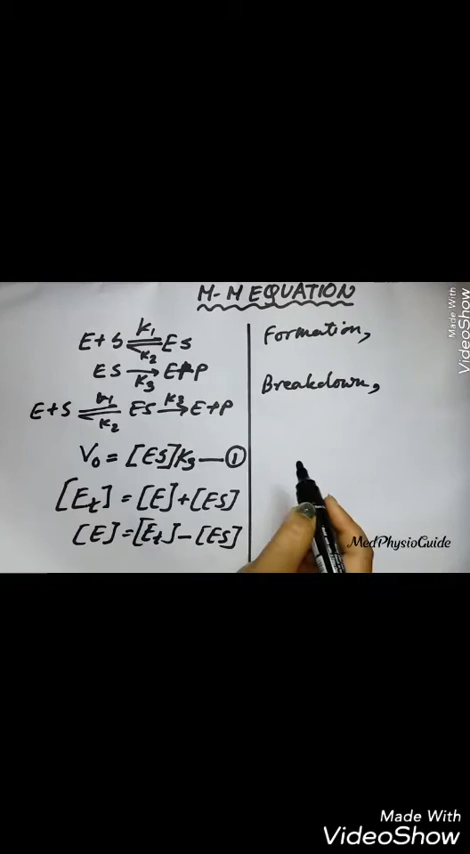 M-M EQUATION
E+S k₁ ⇌ k₂ ES
ES →K₃ E+P
E+S k₁ ⇌ k₂ ES →K₃ E+P
V₀ = [ES]K₃ — ①
[Et] = [E]+[ES]
[E] = [Et] - [ES]
Formation,
Breakdown,
MedPhysioGuide
Made With
VideoShow
Made With
VideoShow